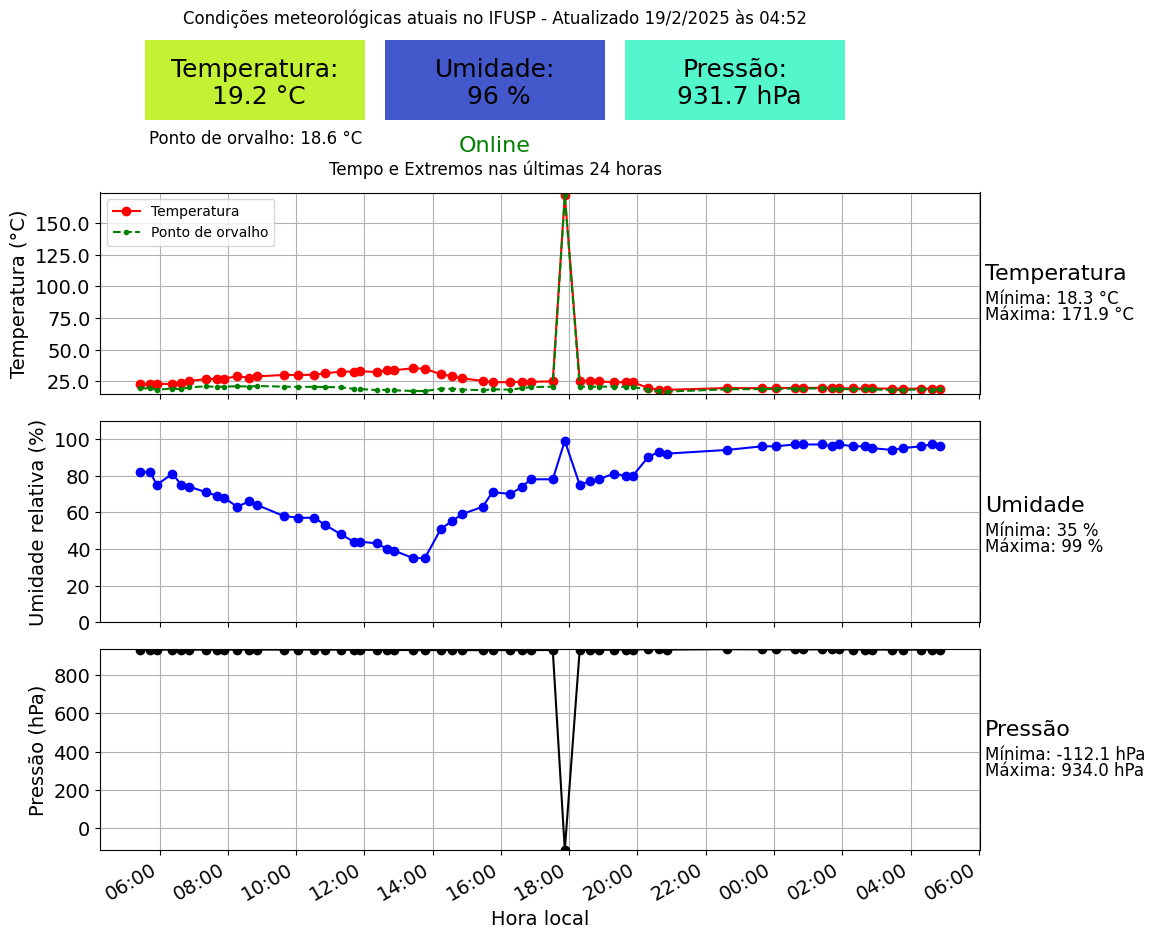 Condições meteorológicas atuais no IFUSP - Atualizado 19/2/2025 às 04:52
Temperatura:
19.2 °C
Umidade:
96 %
Pressão:
931.7 hPa
Ponto de orvalho: 18.6 °C
Online
Tempo e Extremos nas últimas 24 horas
Temperatura (°C)
150.0
125.0
100.0
75.0
50.0
25.0
Temperatura
Ponto de orvalho
Temperatura
Mínima: 18.3 °C
Máxima: 171.9 °C
Umidade relativa (%)
100
80
60
40
20
0
Umidade
Mínima: 35 %
Máxima: 99 %
Pressão (hPa)
800
600
400
200
0
Pressão
Mínima: -112.1 hPa
Máxima: 934.0 hPa
06:00 08:00 10:00 12:00 14:00 16:00 18:00 20:00 22:00 00:00 02:00 04:00 06:00
Hora local